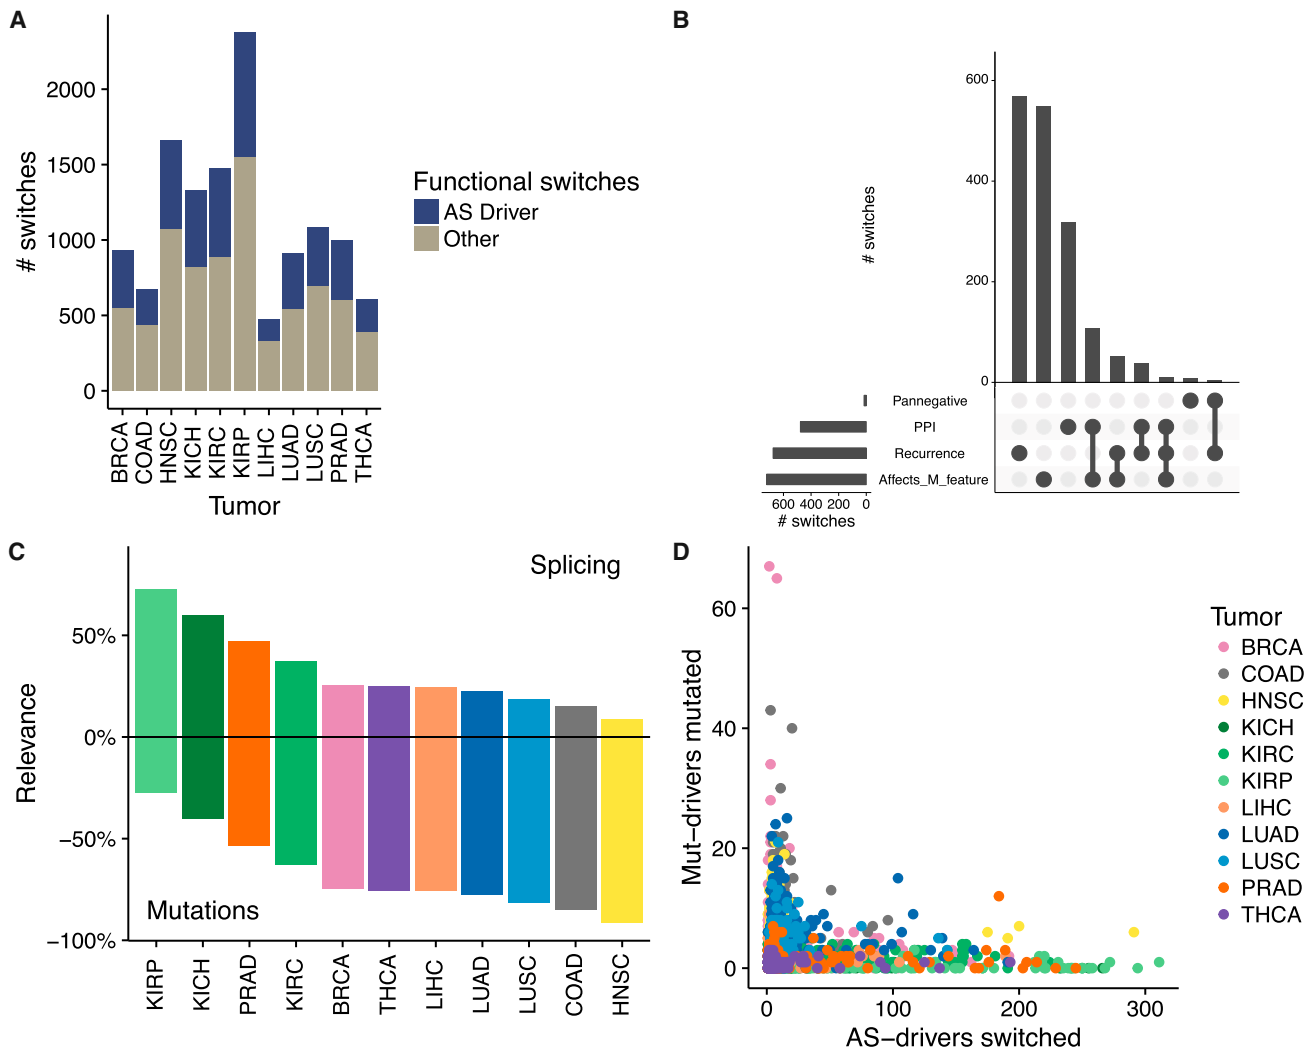 A
# switches
2000
1500
1000
500
0
BRCA
COAD
HNSC
KICH
KIRC
KIRP
LIHC
LUAD
LUSC
PRAD
THCA
Tumor
Functional switches
AS Driver
Other
B
# switches
600
400
200
0
Pannegative
PPI
Recurrence
Affects_M_feature
600 400 200 0
# switches
C
Splicing
Relevance
50%
0%
−50%
−100%
Mutations
KIRP
KICH
PRAD
KIRC
BRCA
THCA
LIHC
LUAD
LUSC
COAD
HNSC
D
Mut−drivers mutated
60
40
20
0
0 100 200 300
AS−drivers switched
Tumor
BRCA
COAD
HNSC
KICH
KIRC
KIRP
LIHC
LUAD
LUSC
PRAD
THCA